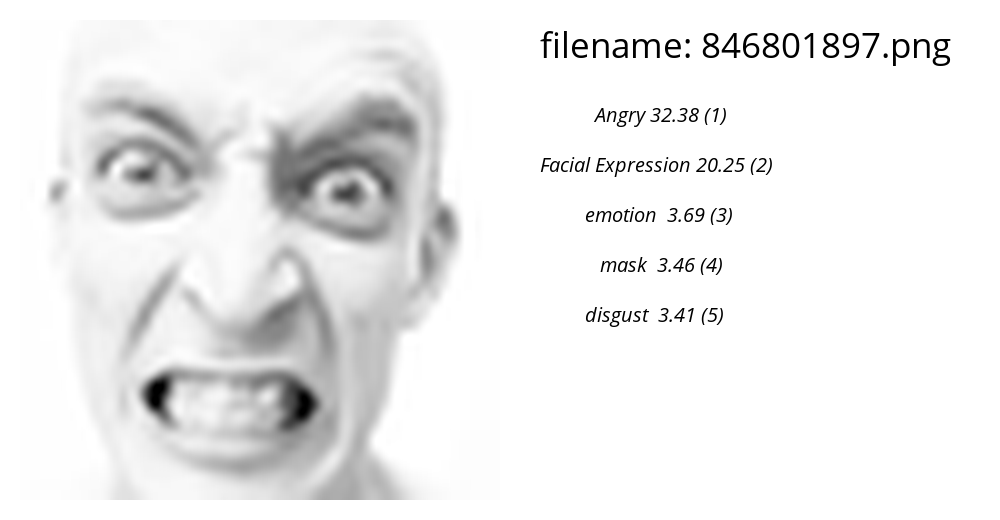 filename: 846801897.png
Angry 32.38 (1)
Facial Expression 20.25 (2)
emotion  3.69 (3)
mask  3.46 (4)
disgust  3.41 (5)